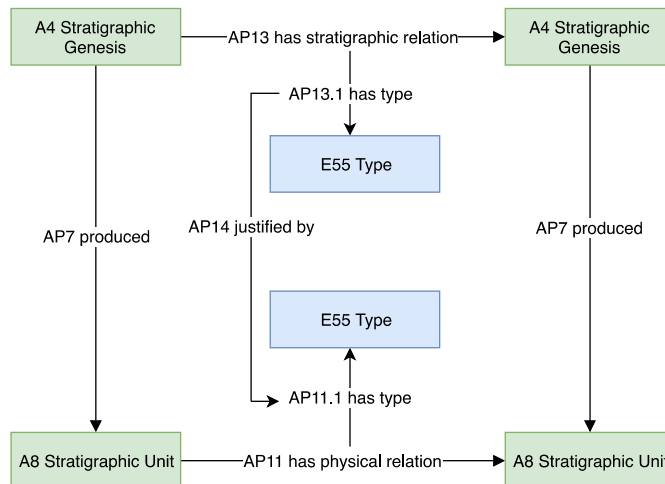 A4 Stratigraphic
Genesis
AP13 has stratigraphic relation
A4 Stratigraphic
Genesis
AP13.1 has type
E55 Type
AP7 produced
AP14 justified by
AP7 produced
E55 Type
AP11.1 has type
A8 Stratigraphic Unit
AP11 has physical relation
A8 Stratigraphic Unit